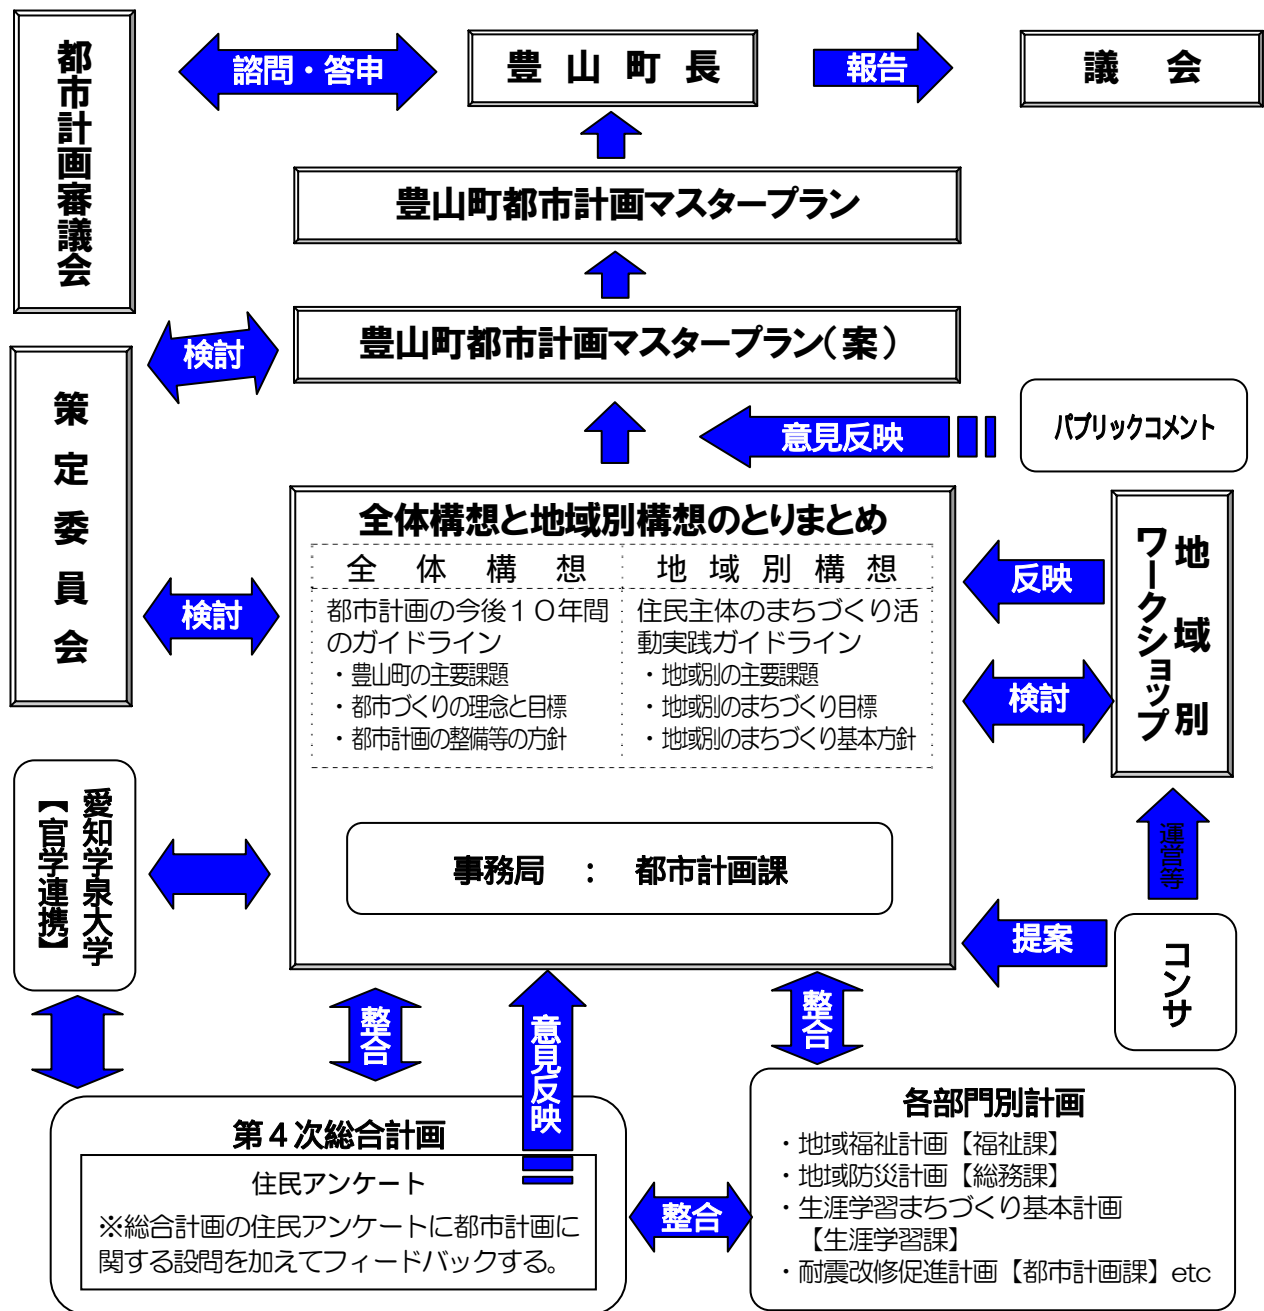 都市計画審議会
諮問・答申
豊 山 町 長
報告
議 会
豊山町都市計画マスタープラン
豊山町都市計画マスタープラン(案)
検討
策定委員会
意見反映
パブリックコメント
全体構想と地域別構想のとりまとめ
全 体 構 想
都市計画の今後10年間
のガイドライン
・豊山町の主要課題
・都市づくりの理念と目標
・都市計画の整備等の方針
地 域 別 構 想
住民主体のまちづくり活
動実践ガイドライン
・地域別の主要課題
・地域別のまちづくり目標
・地域別のまちづくり基本方針
検討
反映
検討
地域別
ワークショップ
愛知学泉大学
【官学連携】
事務局 : 都市計画課
運営等
提案
コンサ
整合
意見反映
整合
第4次総合計画
住民アンケート
※総合計画の住民アンケートに都市計画に
関する設問を加えてフィードバックする。
整合
各部門別計画
・地域福祉計画【福祉課】
・地域防災計画【総務課】
・生涯学習まちづくり基本計画
【生涯学習課】
・耐震改修促進計画【都市計画課】etc